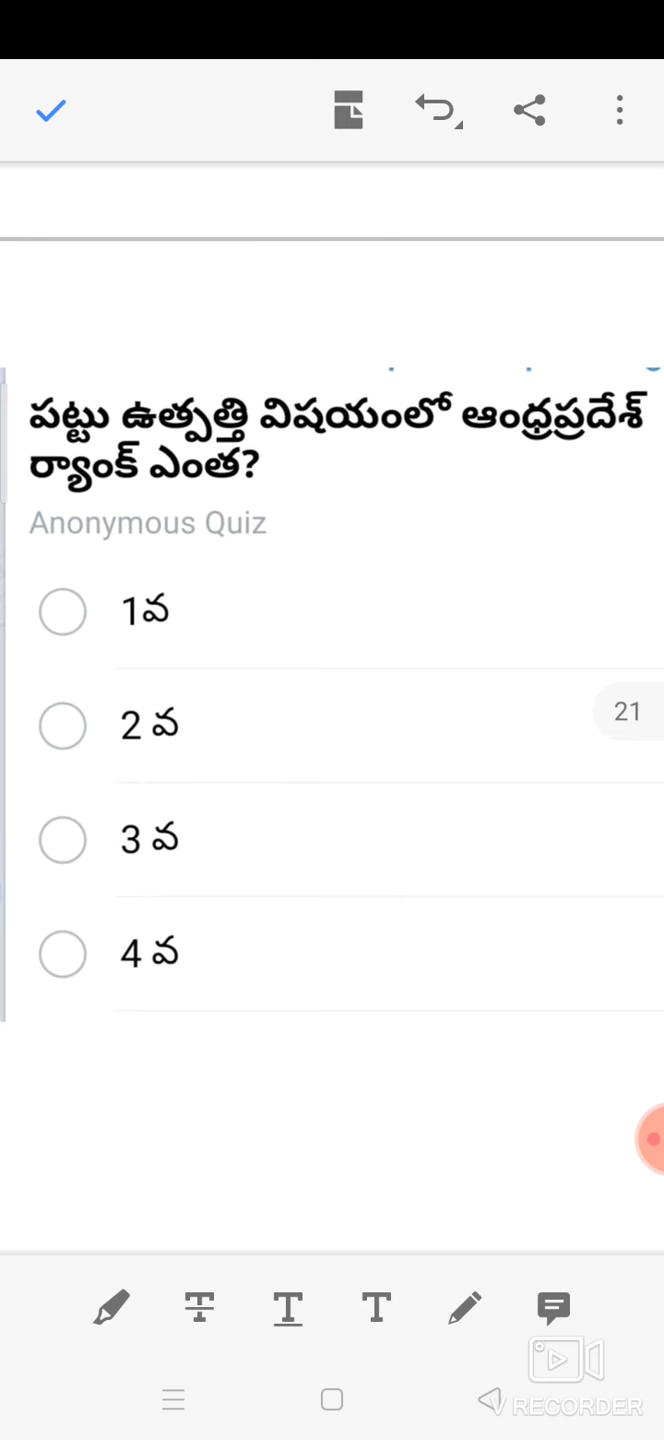 పట్టు ఉత్పత్తి విషయంలో ఆంధ్రప్రదేశ్
ర్యాంక్ ఎంత?
Anonymous Quiz
1వ
2 వ
21
3 వ
4 వ
T
T
T
V RECORDER